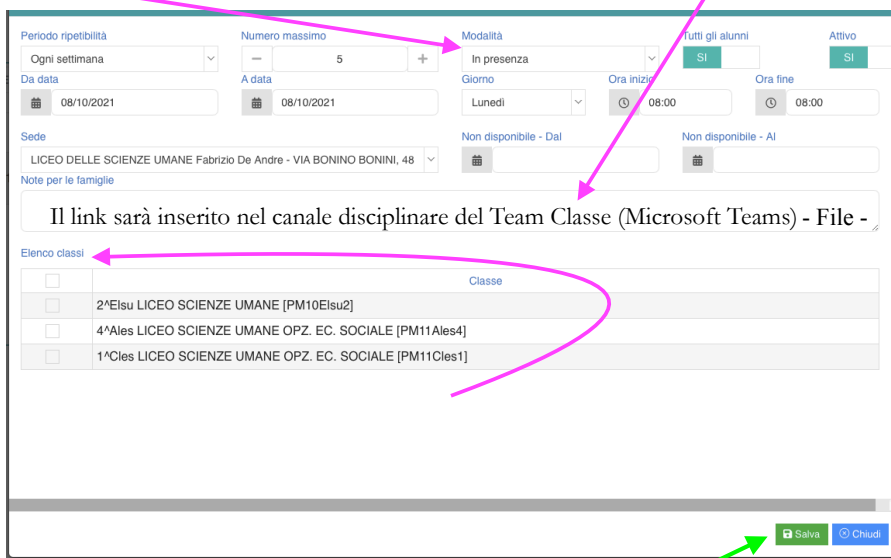 Periodo ripetibilità Numero massimo Modalità Tutti gli alunni Attivo
Ogni settimana 5 In presenza SI SI
Da data A data Giorno Ora inizio Ora fine
08/10/2021 08/10/2021 Lunedì 08:00 08:00
Sede Non disponibile - Dal Non disponibile - Al
LICEO DELLE SCIENZE UMANE Fabrizio De Andre - VIA BONINO BONINI, 48
Note per le famiglie
Il link sarà inserito nel canale disciplinare del Team Classe (Microsoft Teams) - File -
Elenco classi
Classe
2^Elsu LICEO SCIENZE UMANE [PM10Elsu2]
4^Ales LICEO SCIENZE UMANE OPZ. EC. SOCIALE [PM11Ales4]
1^Cles LICEO SCIENZE UMANE OPZ. EC. SOCIALE [PM11Cles1]
Salva Chiudi